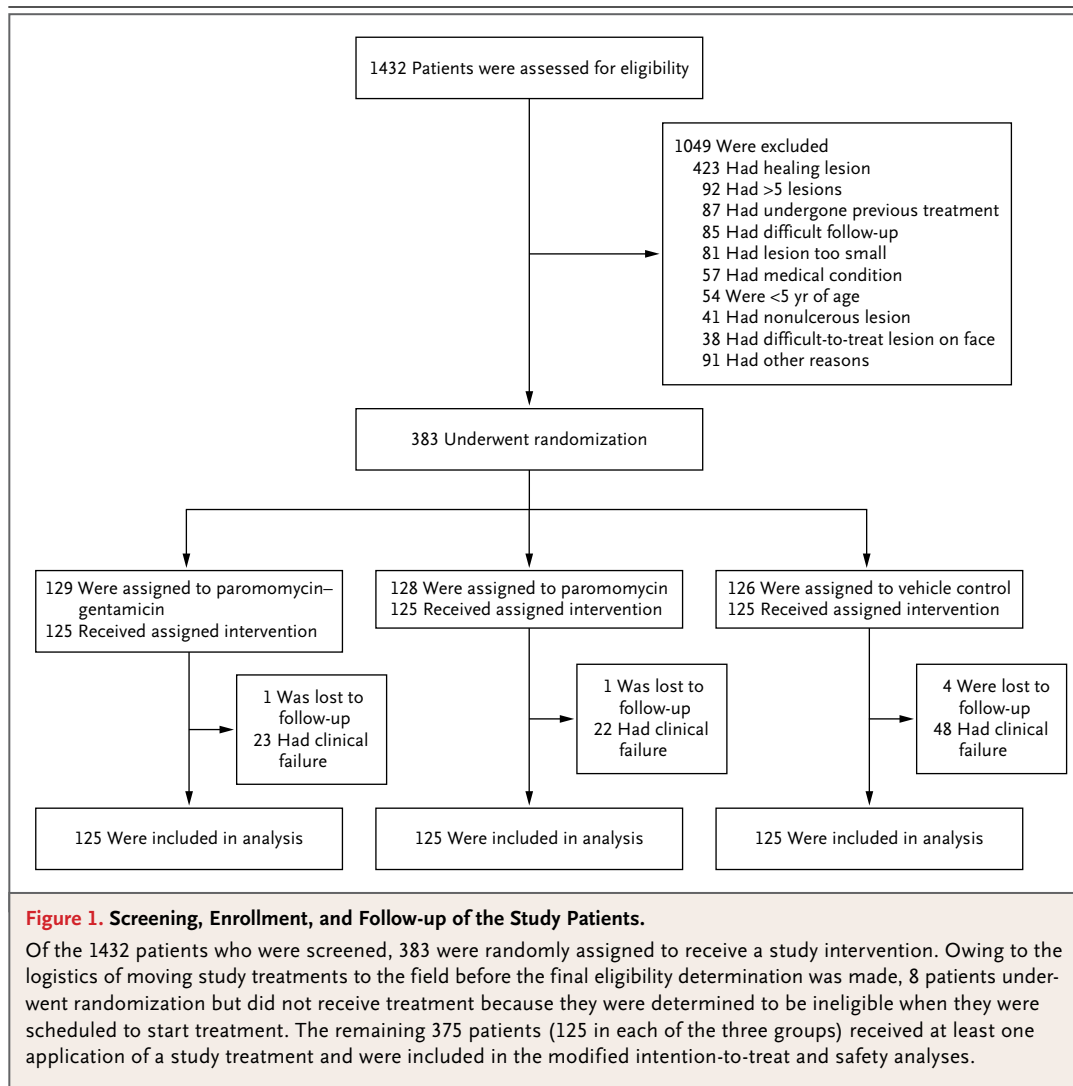 1432 Patients were assessed for eligibility
1049 Were excluded
423 Had healing lesion
92 Had >5 lesions
87 Had undergone previous treatment
85 Had difficult follow-up
81 Had lesion too small
57 Had medical condition
54 Were <5 yr of age
41 Had nonulcerous lesion
38 Had difficult-to-treat lesion on face
91 Had other reasons
383 Underwent randomization
129 Were assigned to paromomycin–
gentamicin
125 Received assigned intervention
128 Were assigned to paromomycin
125 Received assigned intervention
126 Were assigned to vehicle control
125 Received assigned intervention
1 Was lost to
follow-up
23 Had clinical
failure
1 Was lost to
follow-up
22 Had clinical
failure
4 Were lost to
follow-up
48 Had clinical
failure
125 Were included in analysis
125 Were included in analysis
125 Were included in analysis
Figure 1. Screening, Enrollment, and Follow-up of the Study Patients.
Of the 1432 patients who were screened, 383 were randomly assigned to receive a study intervention. Owing to the
logistics of moving study treatments to the field before the final eligibility determination was made, 8 patients under-
went randomization but did not receive treatment because they were determined to be ineligible when they were
scheduled to start treatment. The remaining 375 patients (125 in each of the three groups) received at least one
application of a study treatment and were included in the modified intention-to-treat and safety analyses.